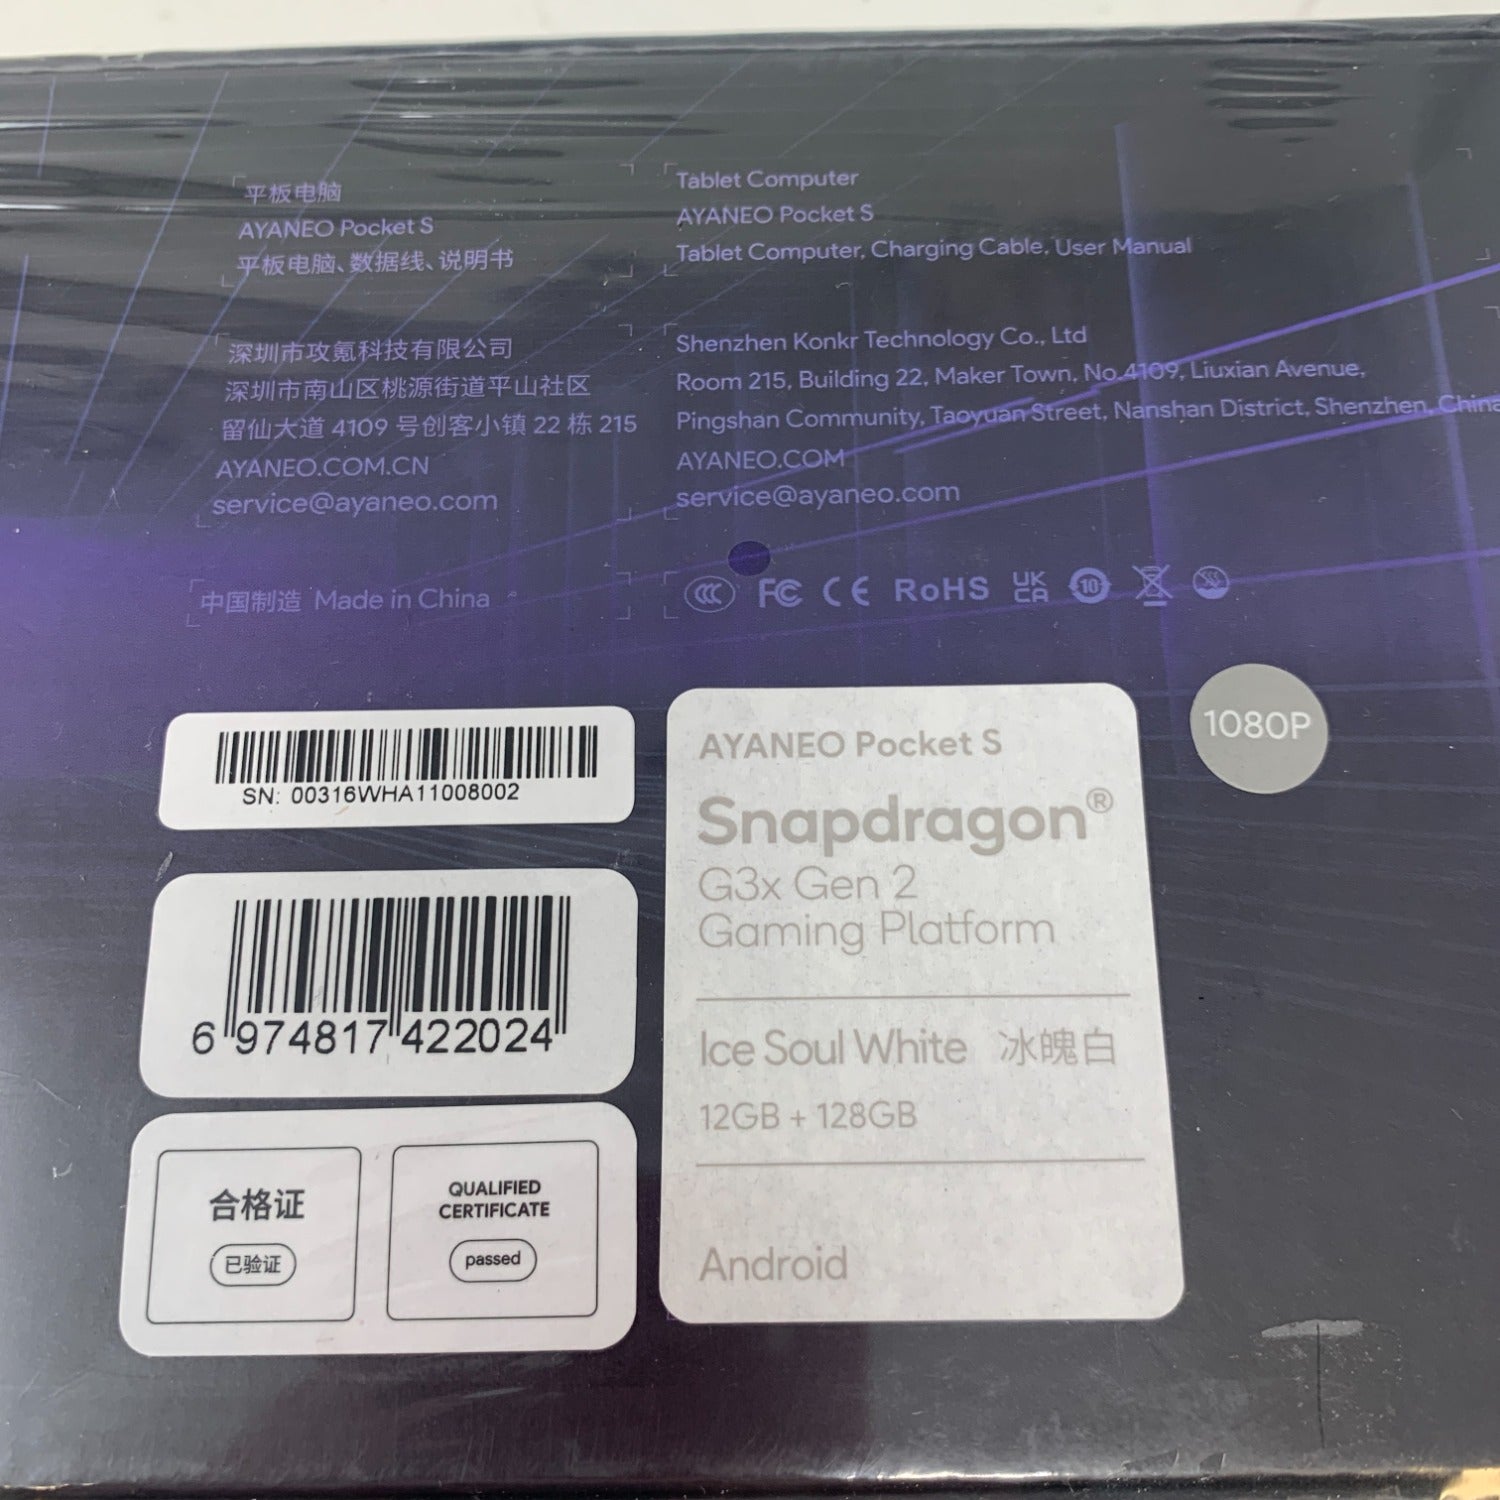 平板电脑
AYANEO Pocket S
平板电脑、数据线、说明书
Tablet Computer
AYANEO Pocket S
Tablet Computer, Charging Cable, User Manual
深圳市攻氪科技有限公司
深圳市南山区桃源街道平山社区
留仙大道 4109 号创客小镇 22 栋 215
AYANEO.COM.CN
service@ayaneo.com
Shenzhen Konkr Technology Co., Ltd
Room 215, Building 22, Maker Town, No.4109, Liuxian Avenue,
Pingshan Community, Taoyuan Street, Nanshan District, Shenzhen, China
AYANEO.COM
service@ayaneo.com
中国制造 Made in China
CCC FC CE RoHS UK CA 10
SN: 00316WHA11008002
6 974817 422024
合格证
已验证
QUALIFIED
CERTIFICATE
passed
AYANEO Pocket S
Snapdragon®
G3x Gen 2
Gaming Platform
Ice Soul White 冰魄白
12GB + 128GB
Android
1080P